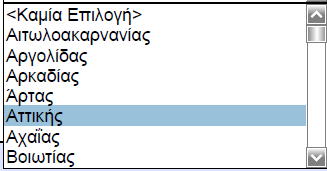 <Καμία Επιλογή>
Αιτωλοακαρνανίας
Αργολίδας
Αρκαδίας
Άρτας
Αττικής
Αχαΐας
Βοιωτίας